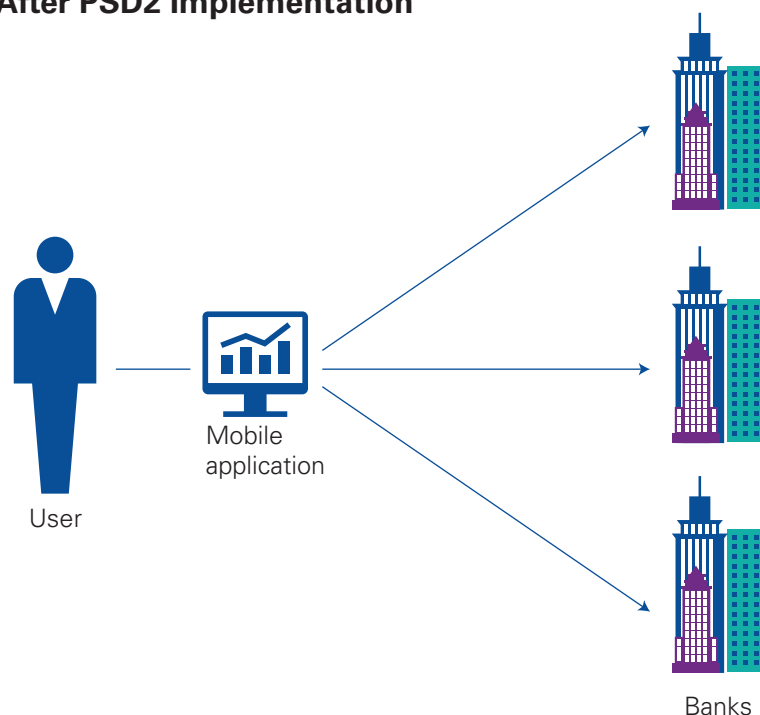 After PSD2 Implementation
Mobile
application
User
Banks